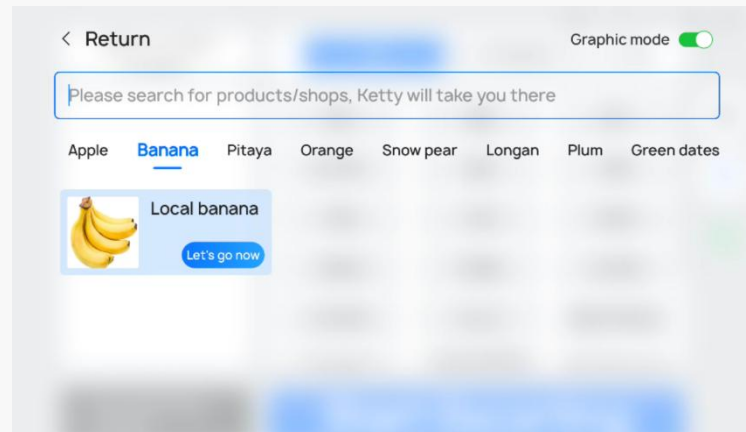 Return
Graphic mode
Please search for products/shops, Ketty will take you there
Apple Banana Pitaya Orange Snow pear Longan Plum Green dates
Local banana
Let's go now